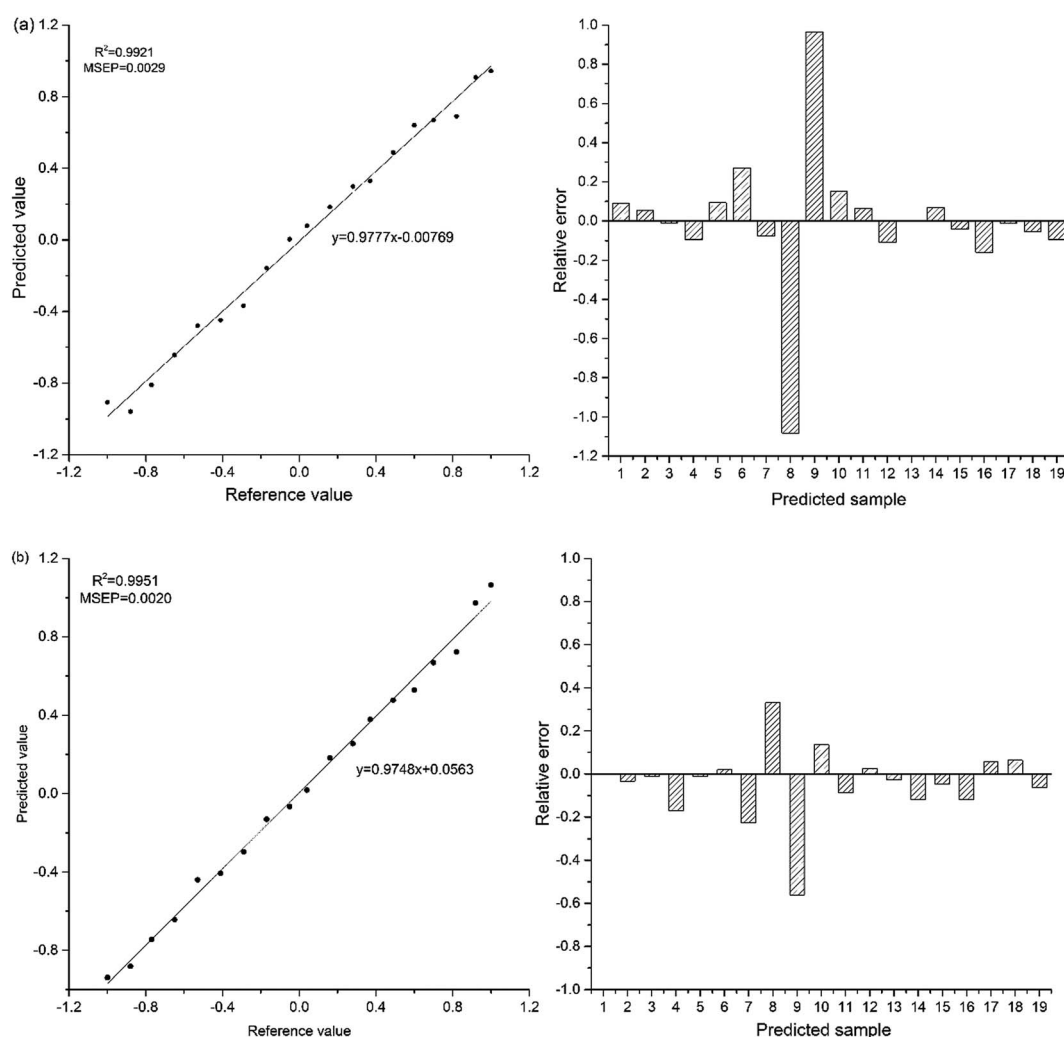 (a)
R²=0.9921
MSEP=0.0029
y=0.9777x-0.00769
Predicted value
1.2
0.8
0.4
0.0
-0.4
-0.8
-1.2
-1.2 -0.8 -0.4 0.0 0.4 0.8 1.2
Reference value
Relative error
1.0
0.8
0.6
0.4
0.2
0.0
-0.2
-0.4
-0.6
-0.8
-1.0
-1.2
1 2 3 4 5 6 7 8 9 10 11 12 13 14 15 16 17 18 19
Predicted sample
(b)
R²=0.9951
MSEP=0.0020
y=0.9748x+0.0563
Predicted value
1.2
0.8
0.4
0.0
-0.4
-0.8
-1.2 -0.8 -0.4 0.0 0.4 0.8 1.2
Reference value
Relative error
1.0
0.8
0.6
0.4
0.2
0.0
-0.2
-0.4
-0.6
-0.8
-1.0
1 2 3 4 5 6 7 8 9 10 11 12 13 14 15 16 17 18 19
Predicted sample